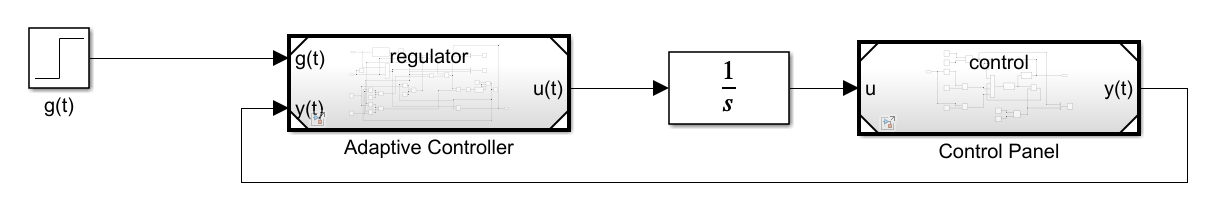 g(t)
g(t)
y(t)
regulator
u(t)
Adaptive Controller
1
s
u
control
y(t)
Control Panel